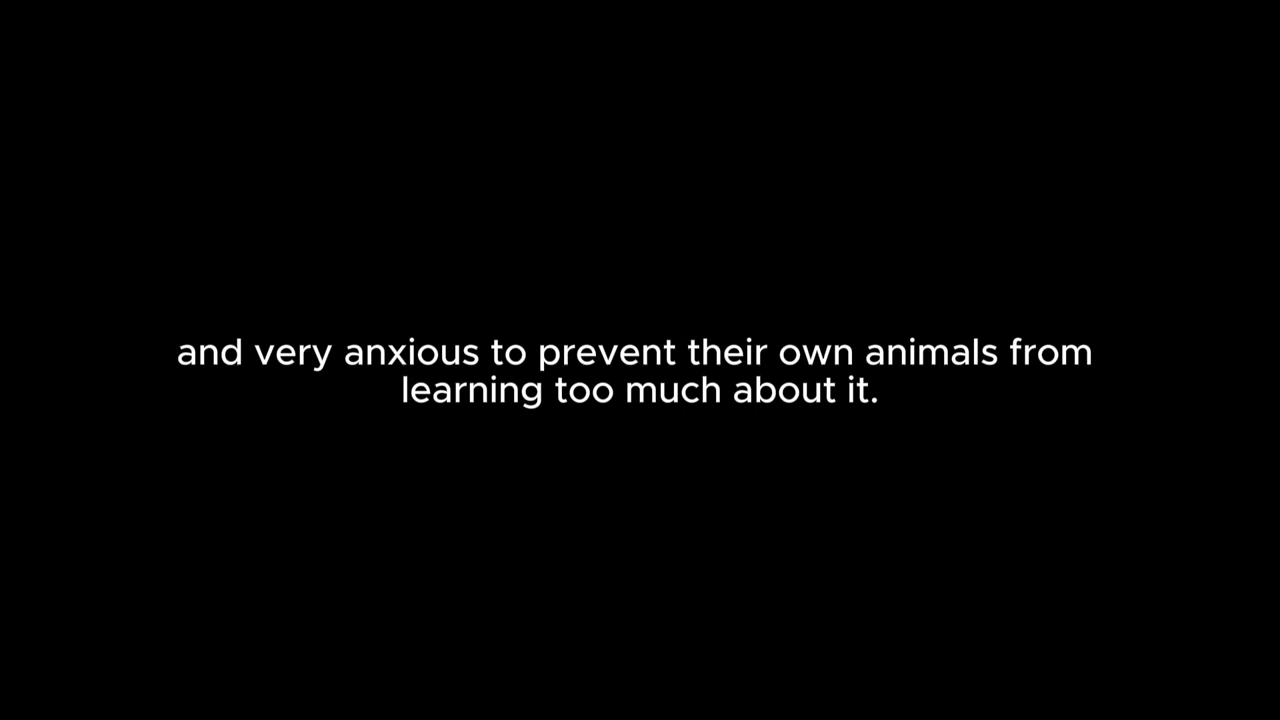 and very anxious to prevent their own animals from
learning too much about it.